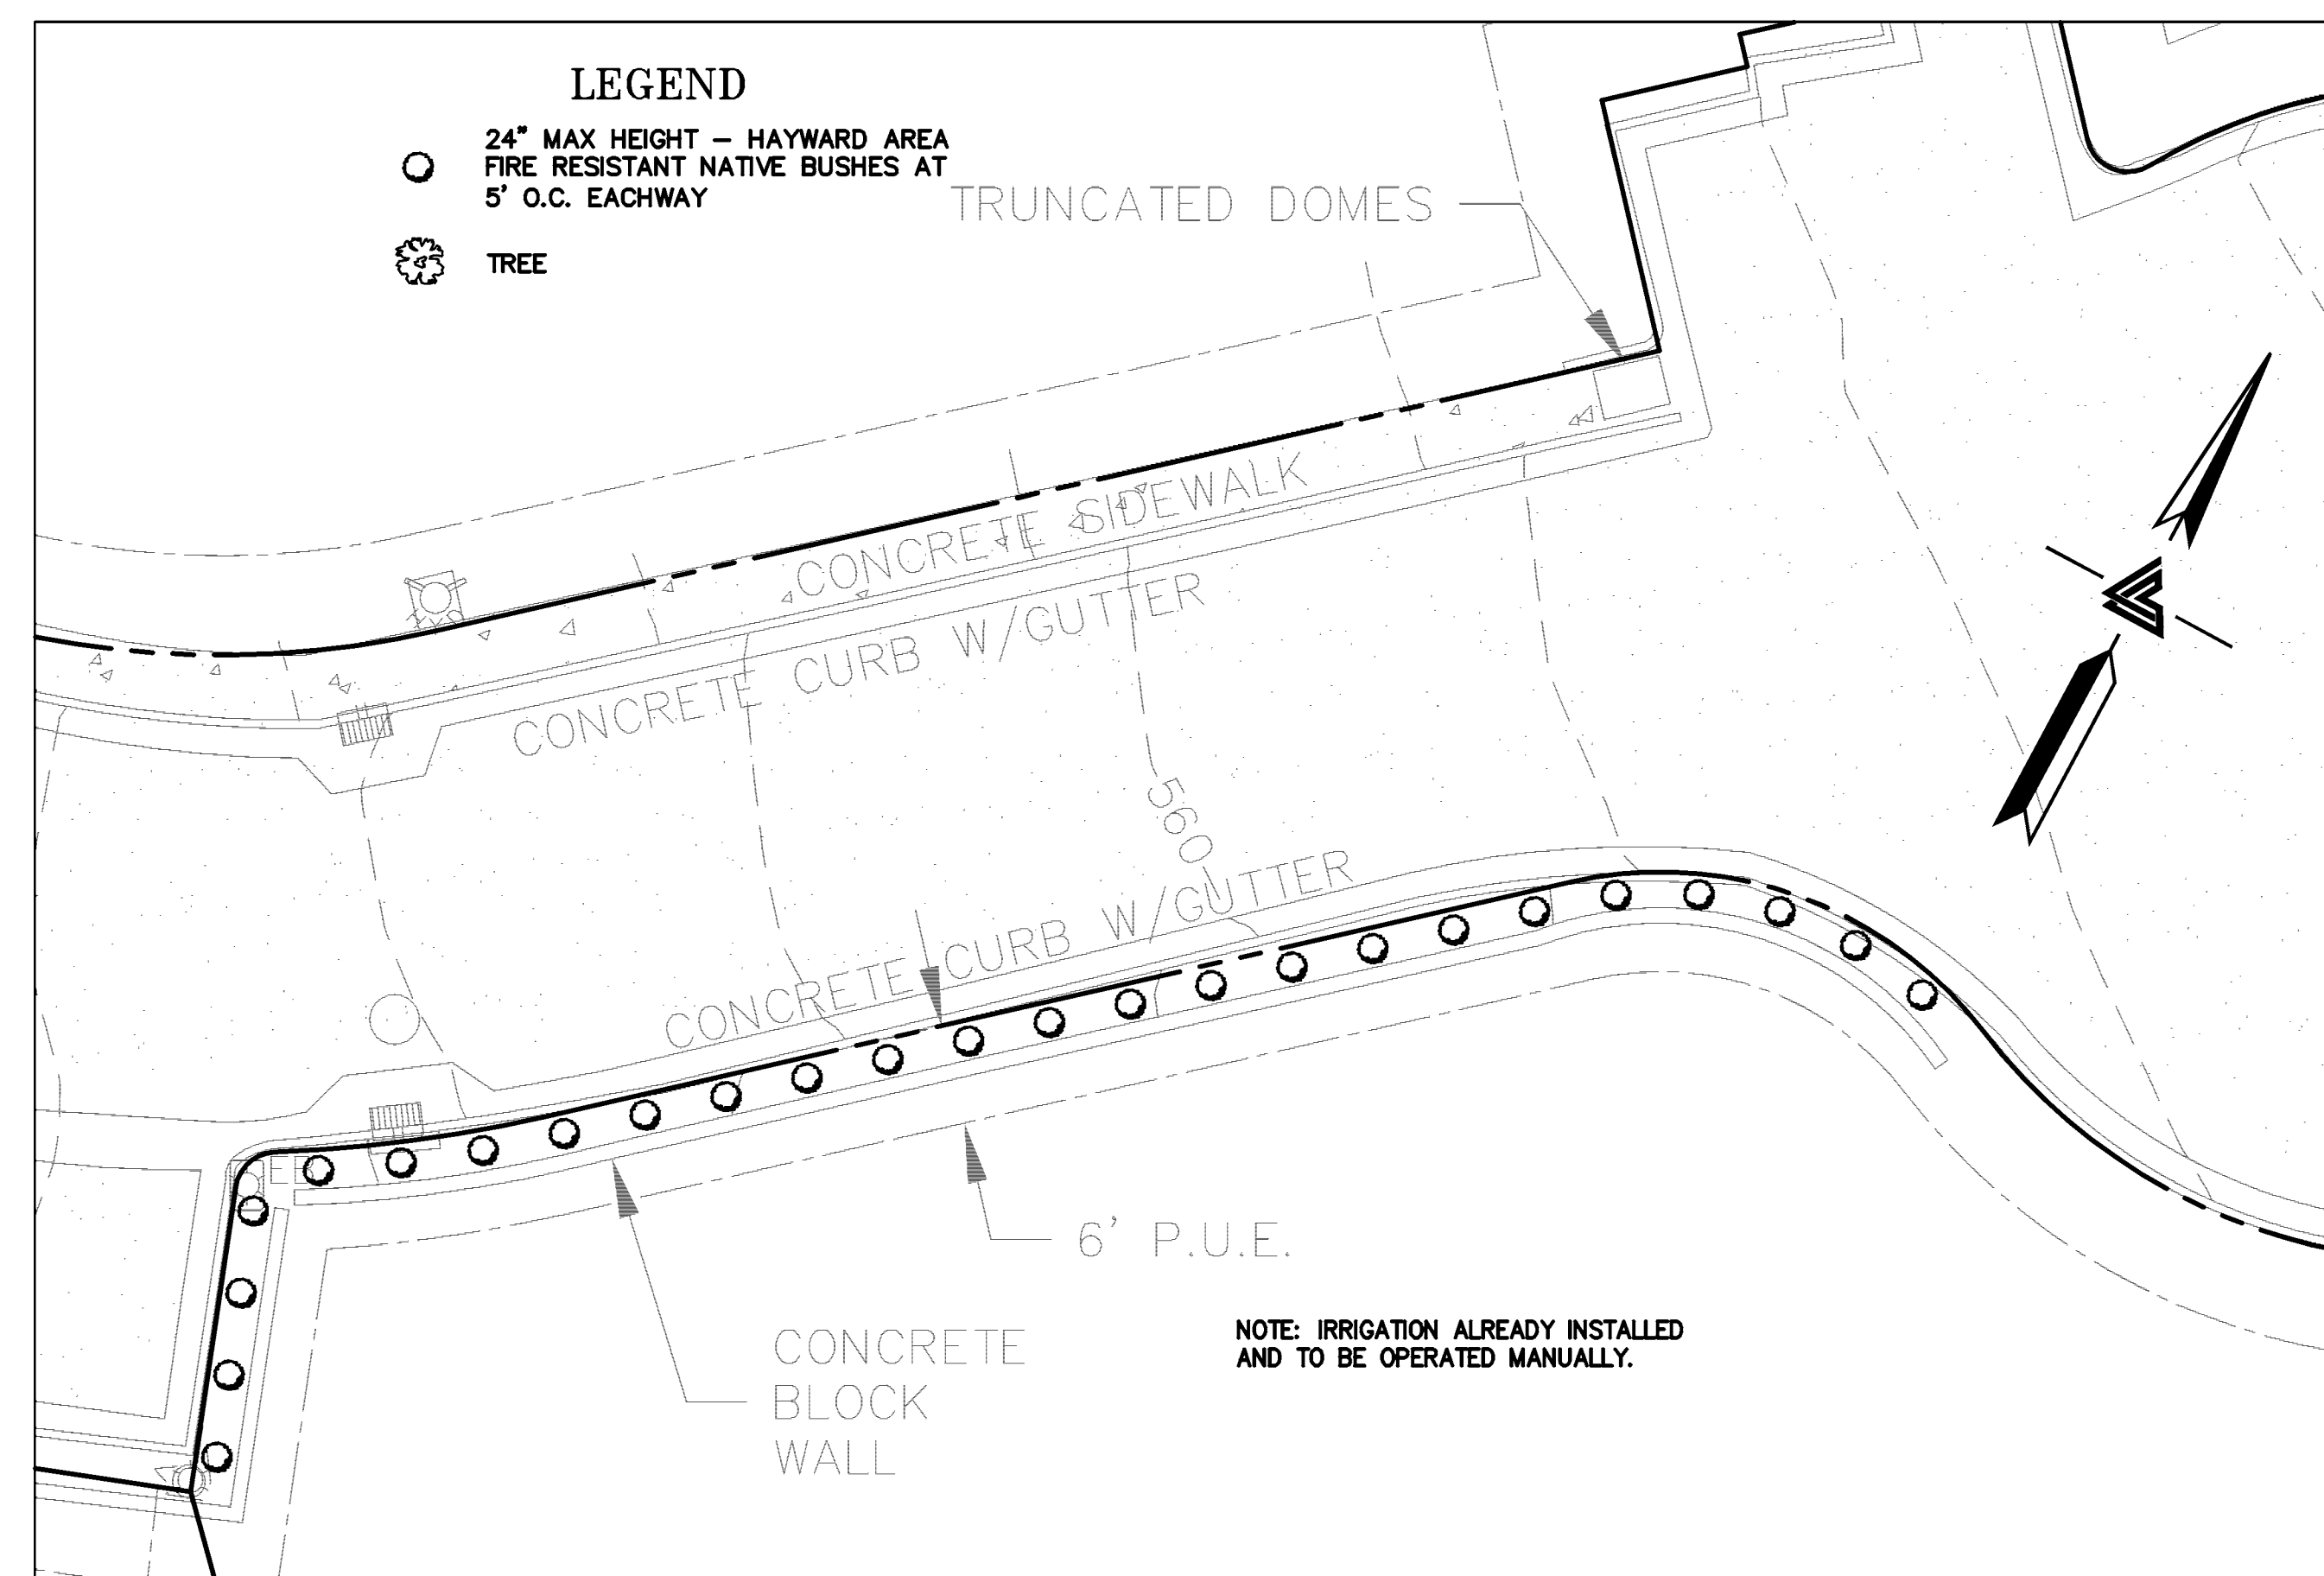 LEGEND
24" MAX HEIGHT – HAYWARD AREA
FIRE RESISTANT NATIVE BUSHES AT
5' O.C. EACHWAY
TREE
TRUNCATED DOMES
CONCRETE SIDEWALK
CONCRETE CURB W/GUTTER
560
CONCRETE CURB W/GUTTER
6' P.U.E.
CONCRETE
BLOCK
WALL
NOTE: IRRIGATION ALREADY INSTALLED
AND TO BE OPERATED MANUALLY.